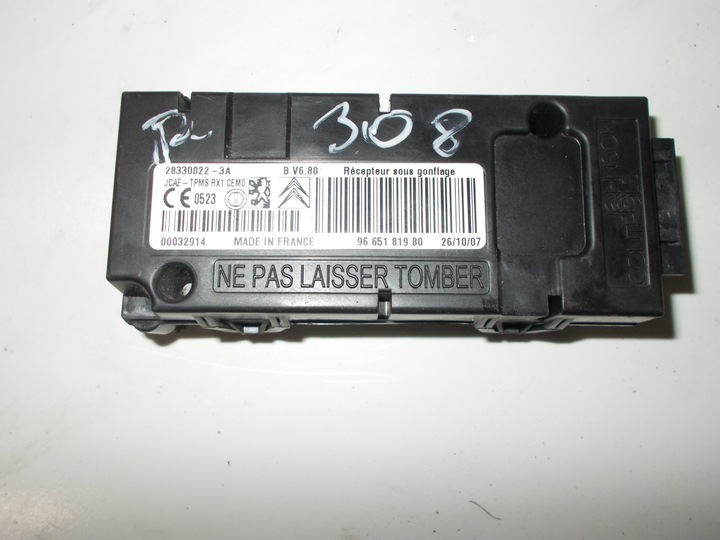 308
28330022-3A B V6.80 Récepteur sous gonflage
JCAE-TPMS RX1 CEMO
CE 0523
00032914 MADE IN FRANCE 96 651 819 80 26/10/07
NE PAS LAISSER TOMBER